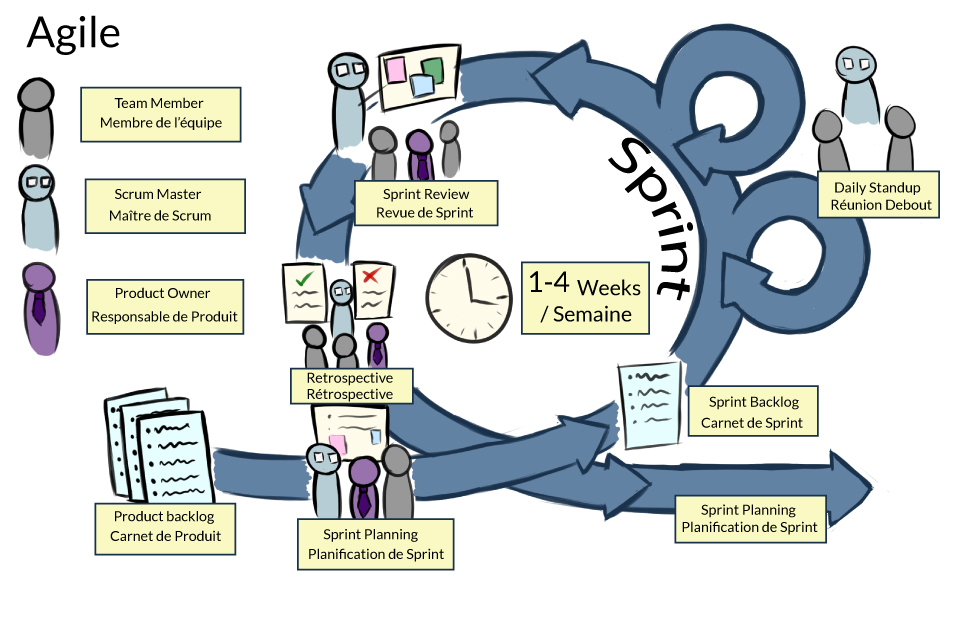 Agile
Team Member
Membre de l'équipe
Scrum Master
Maître de Scrum
Product Owner
Responsable de Produit
Sprint Review
Revue de Sprint
Sprint
Daily Standup
Réunion Debout
1-4 Weeks
/ Semaine
Retrospective
Rétrospective
Sprint Backlog
Carnet de Sprint
Product backlog
Carnet de Produit
Sprint Planning
Planification de Sprint
Sprint Planning
Planification de Sprint